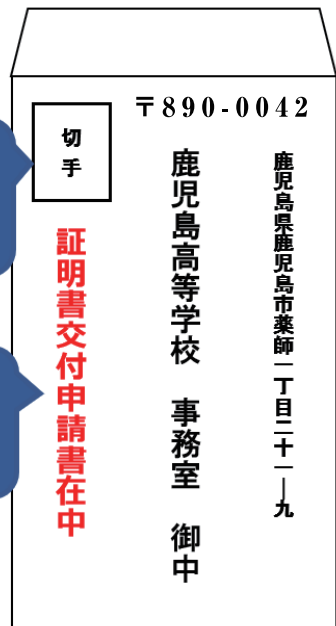 〒890-0042
鹿児島県鹿児島市薬師一丁目二十一―九
鹿児島高等学校　事務室　御中
切手
証明書交付申請書在中